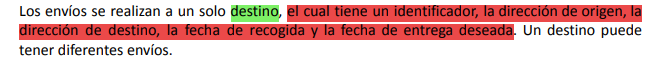 Los envíos se realizan a un solo destino, el cual tiene un identificador, la dirección de origen, la
dirección de destino, la fecha de recogida y la fecha de entrega deseada. Un destino puede
tener diferentes envíos.